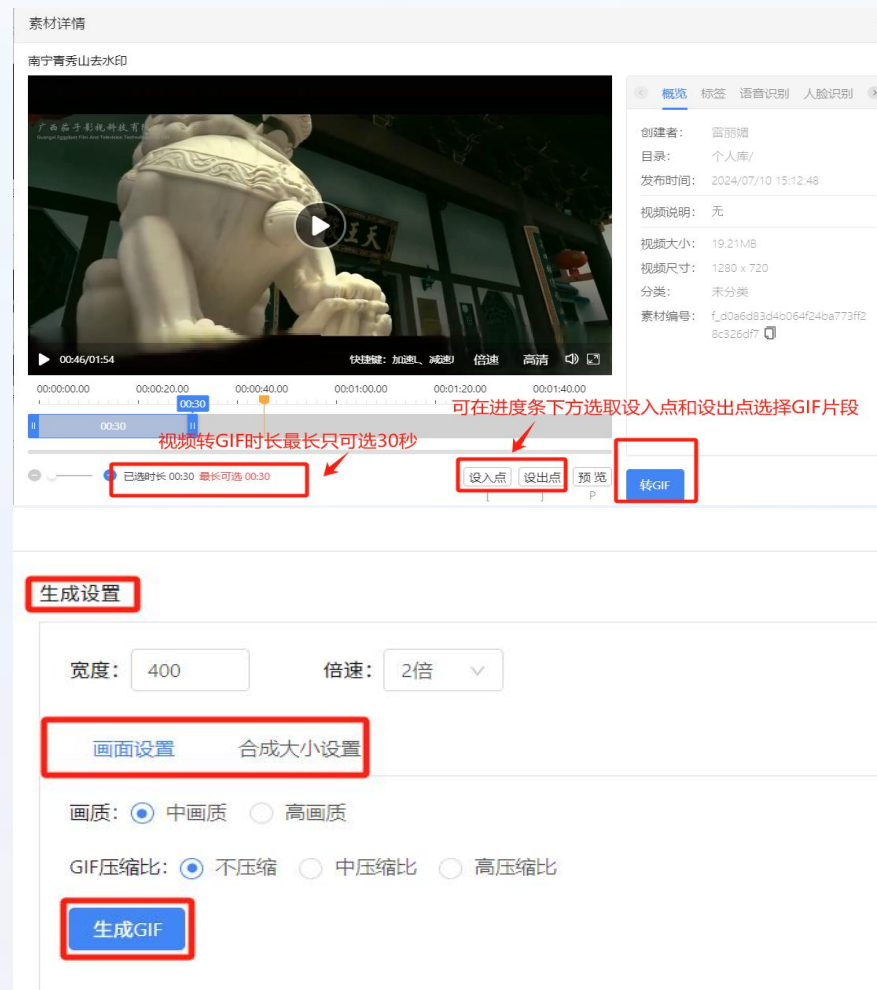 素材详情
南宁青秀山去水印
广西茄子影视科技有
王天
00:46/01:54 快捷键：加速L、减速J 倍速 高清
概览 标签 语音识别 人脸识别
创建者： 雷丽媚
目录： 个人库/
发布时间： 2024/07/10 15:12:48
视频说明： 无
视频大小： 19.21MB
视频尺寸： 1280 x 720
分类： 未分类
素材编号： f_d0a6d83d4b064f24ba773ff2
8c326df7
00:00:00.00 00:00:20.00 00:00:40.00 00:01:00.00 00:01:20.00 00:01:40.00
00:30
可在进度条下方选取设入点和设出点选择GIF片段
00:30
视频转GIF时长最长只可选30秒
已选时长 00:30 最长可选 00:30
设入点 设出点 预览
[ ] P
转GIF
生成设置
宽度： 400 倍速： 2倍
画面设置 合成大小设置
画质： 中画质 高画质
GIF压缩比： 不压缩 中压缩比 高压缩比
生成GIF